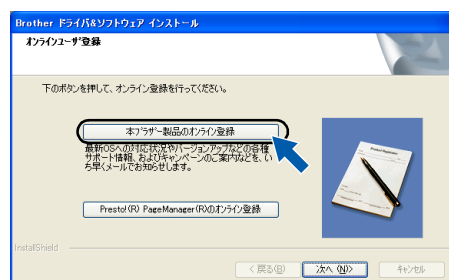 Brother ドライバ&ソフトウェア インストール
オンラインユーザ登録
下のボタンを押して、オンライン登録を行ってください。
本ブラザー製品のオンライン登録
最新OSへの対応状況やバージョンアップなどの各種
サポート情報、およびキャンペーンのご案内などを、い
ち早くメールでお知らせします。
Presto!(R) PageManager(R)のオンライン登録
InstallShield
< 戻る(B)
次へ (N)>
キャンセル